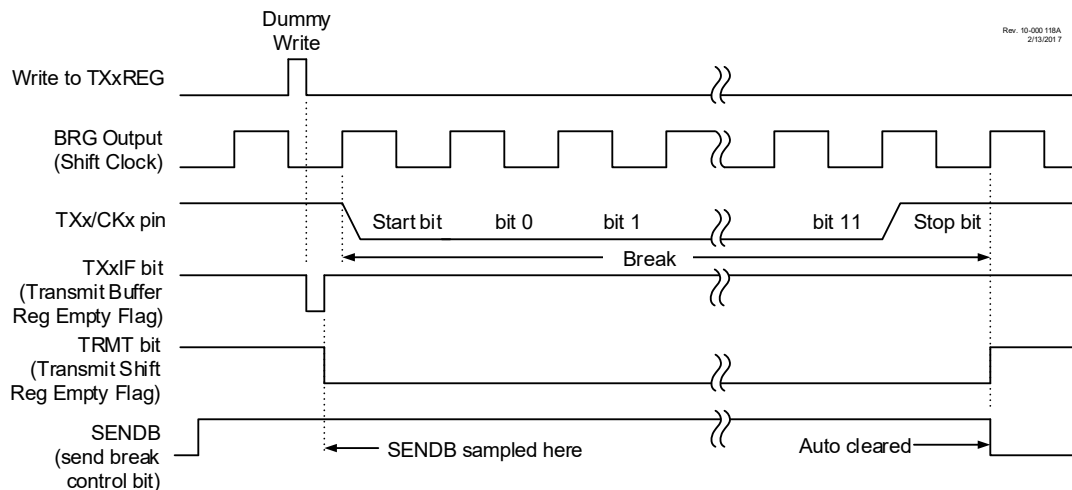 Dummy
Write
Rev. 10-000 118A
2/13/201 7
Write to TXxREG
BRG Output
(Shift Clock)
TXx/CKx pin
Start bit bit 0 bit 1 bit 11 Stop bit
Break
TXxIF bit
(Transmit Buffer
Reg Empty Flag)
TRMT bit
(Transmit Shift
Reg Empty Flag)
SENDB
(send break
control bit)
SENDB sampled here
Auto cleared